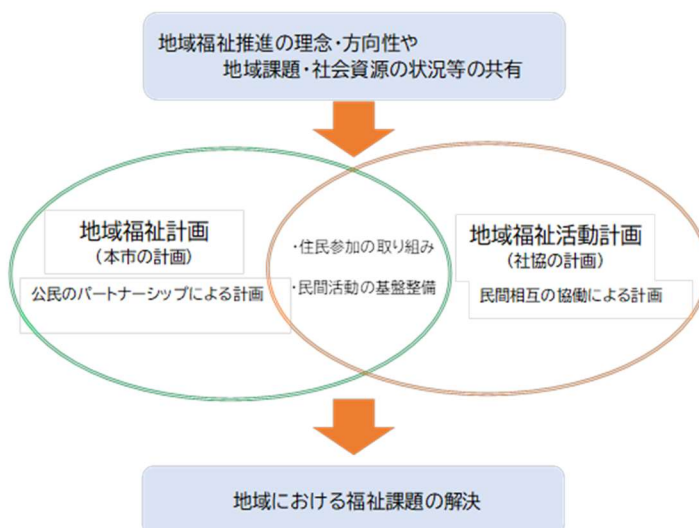 地域福祉推進の理念・方向性や
地域課題・社会資源の状況等の共有
地域福祉計画
（本市の計画）
公民のパートナーシップによる計画
・住民参加の取り組み
・民間活動の基盤整備
地域福祉活動計画
（社協の計画）
民間相互の協働による計画
地域における福祉課題の解決